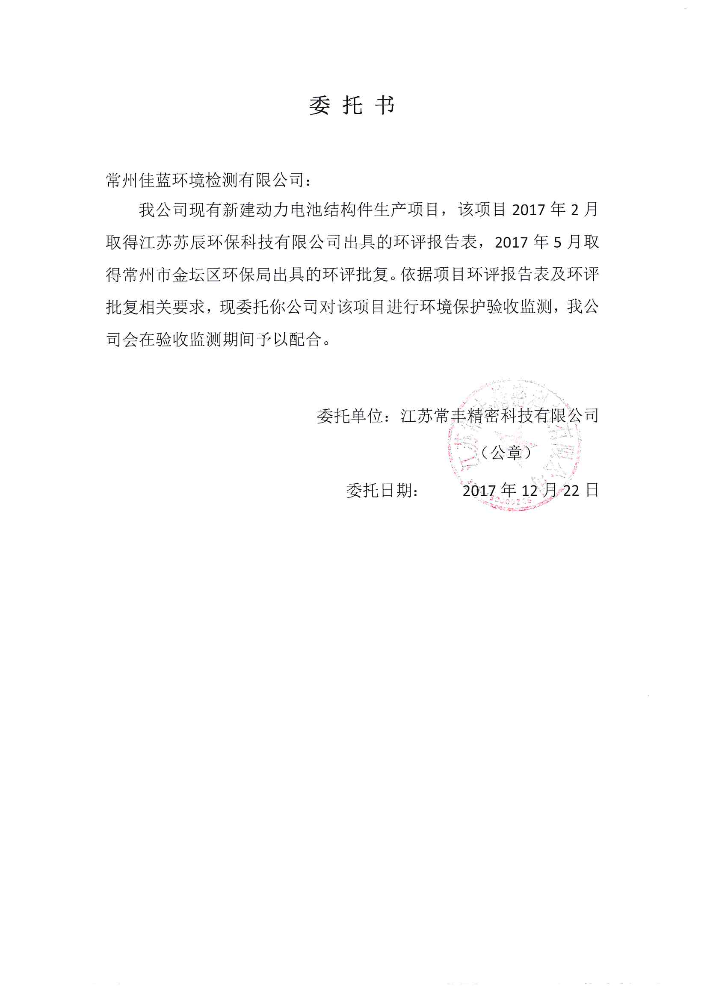 委托书
常州佳蓝环境检测有限公司：
我公司现有新建动力电池结构件生产项目，该项目 2017 年 2 月
取得江苏苏辰环保科技有限公司出具的环评报告表，2017 年 5 月取
得常州市金坛区环保局出具的环评批复。依据项目环评报告表及环评
批复相关要求，现委托你公司对该项目进行环境保护验收监测，我公
司会在验收监测期间予以配合。
委托单位：江苏常丰精密科技有限公司
（公章）
委托日期： 2017 年 12 月 22 日